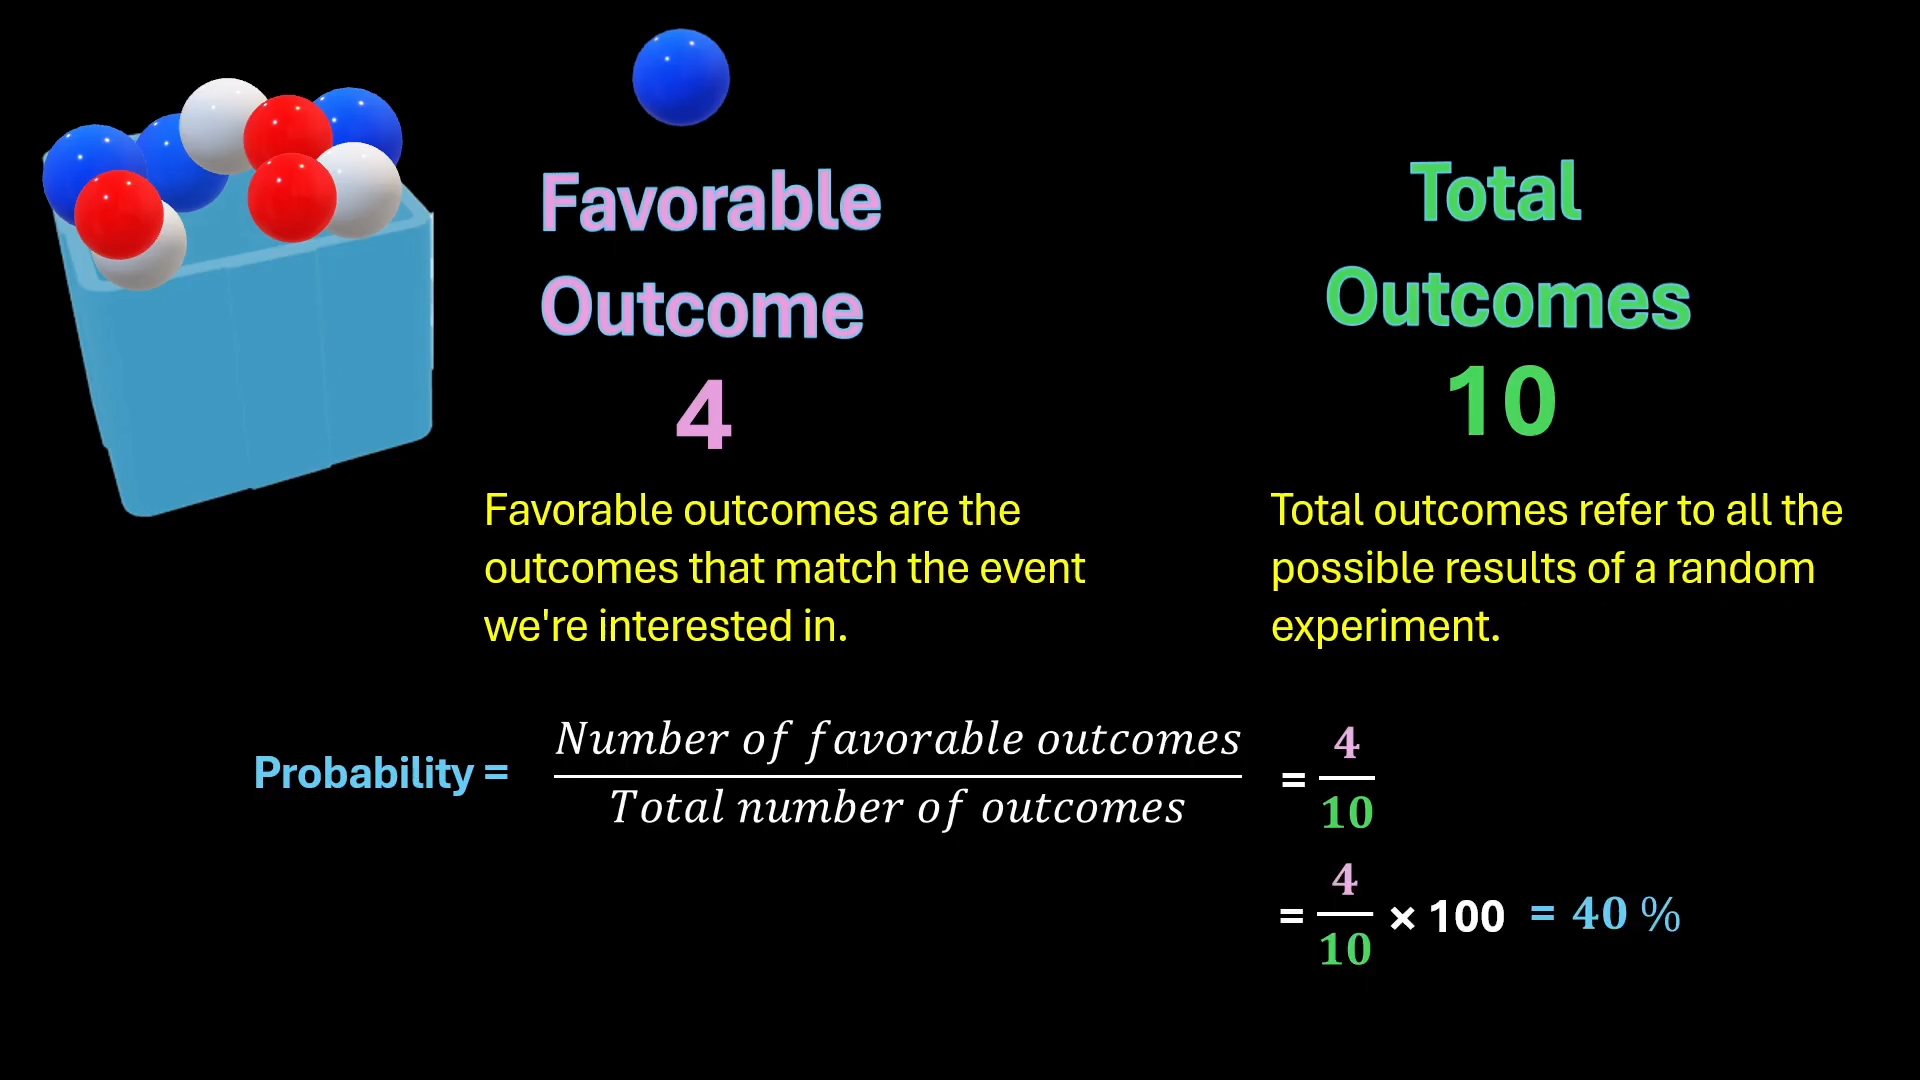 Favorable
Outcome
4
Total
Outcomes
10
Favorable outcomes are the
outcomes that match the event
we're interested in.
Total outcomes refer to all the
possible results of a random
experiment.
Probability = Number of favorable outcomes / Total number of outcomes = 4/10
= 4/10 × 100 = 40 %